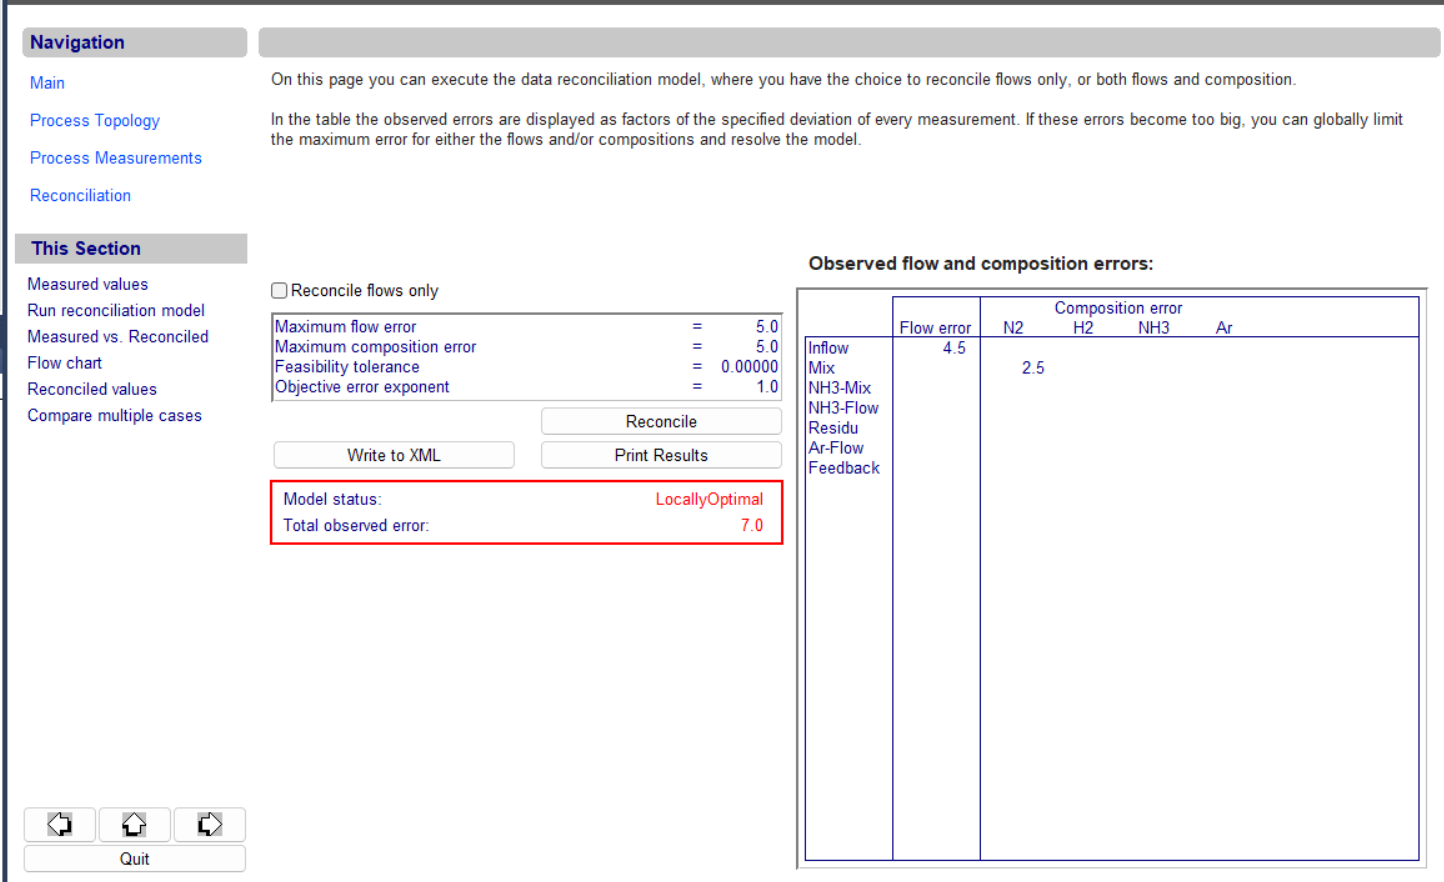 Navigation
Main
Process Topology
Process Measurements
Reconciliation
This Section
Measured values
Run reconciliation model
Measured vs. Reconciled
Flow chart
Reconciled values
Compare multiple cases
Quit
On this page you can execute the data reconciliation model, where you have the choice to reconcile flows only, or both flows and composition.
In the table the observed errors are displayed as factors of the specified deviation of every measurement. If these errors become too big, you can globally limit
the maximum error for either the flows and/or compositions and resolve the model.
Reconcile flows only
Maximum flow error = 5.0
Maximum composition error = 5.0
Feasibility tolerance = 0.00000
Objective error exponent = 1.0
Reconcile
Write to XML Print Results
Model status: LocallyOptimal
Total observed error: 7.0
Observed flow and composition errors:
Composition error
Flow error N2 H2 NH3 Ar
Inflow 4.5
Mix 2.5
NH3-Mix
NH3-Flow
Residu
Ar-Flow
Feedback